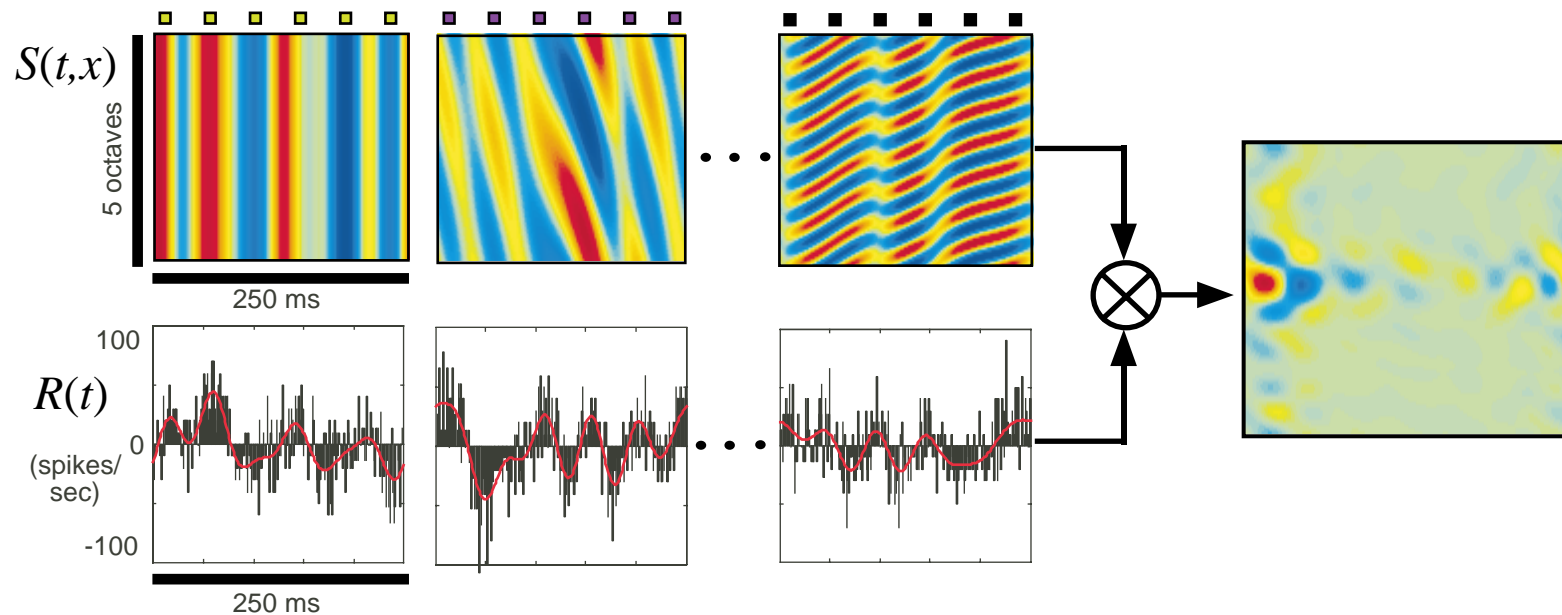 S(t,x)
5 octaves
250 ms
100
R(t)
0
(spikes/
sec)
-100
250 ms